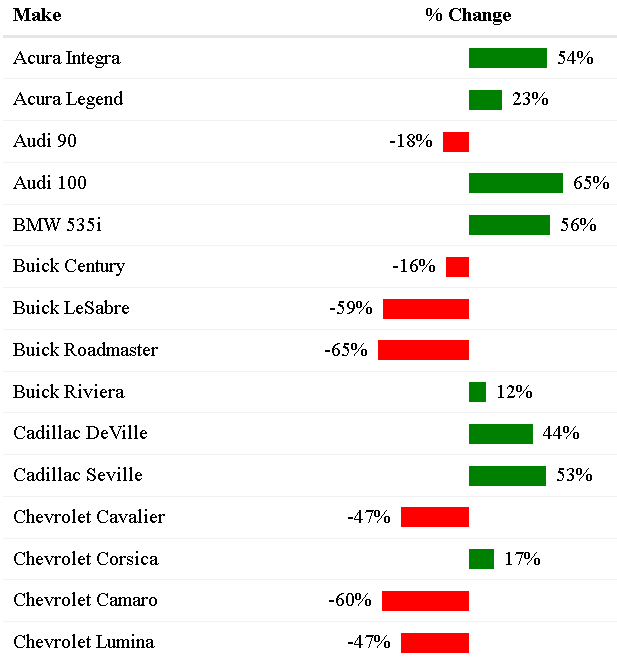 Make % Change
Acura Integra 54%
Acura Legend 23%
Audi 90 -18%
Audi 100 65%
BMW 535i 56%
Buick Century -16%
Buick LeSabre -59%
Buick Roadmaster -65%
Buick Riviera 12%
Cadillac DeVille 44%
Cadillac Seville 53%
Chevrolet Cavalier -47%
Chevrolet Corsica 17%
Chevrolet Camaro -60%
Chevrolet Lumina -47%